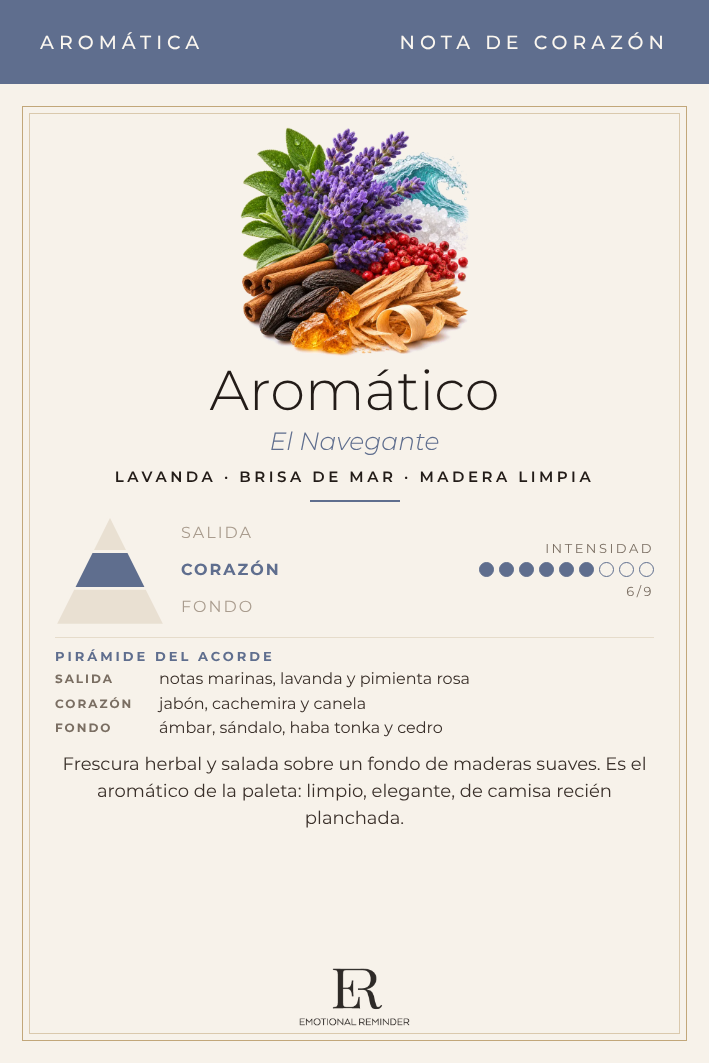 AROMÁTICA NOTA DE CORAZÓN
Aromático
El Navegante
LAVANDA · BRISA DE MAR · MADERA LIMPIA
SALIDA
CORAZÓN
FONDO
INTENSIDAD
6/9
PIRÁMIDE DEL ACORDE
SALIDA notas marinas, lavanda y pimienta rosa
CORAZÓN jabón, cachemira y canela
FONDO ámbar, sándalo, haba tonka y cedro
Frescura herbal y salada sobre un fondo de maderas suaves. Es el
aromático de la paleta: limpio, elegante, de camisa recién
planchada.
ER
EMOTIONAL REMINDER